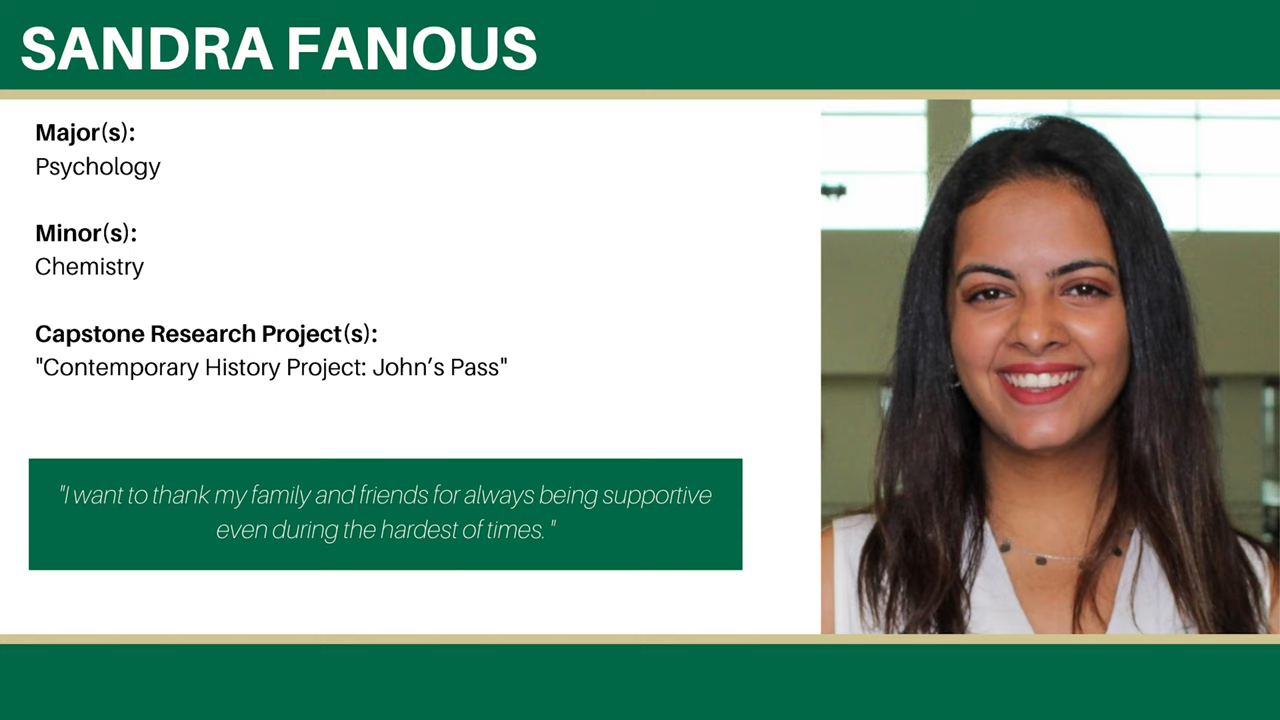 SANDRA FANOUS
Major(s):
Psychology
Minor(s):
Chemistry
Capstone Research Project(s):
"Contemporary History Project: John’s Pass"
"I want to thank my family and friends for always being supportive
even during the hardest of times."